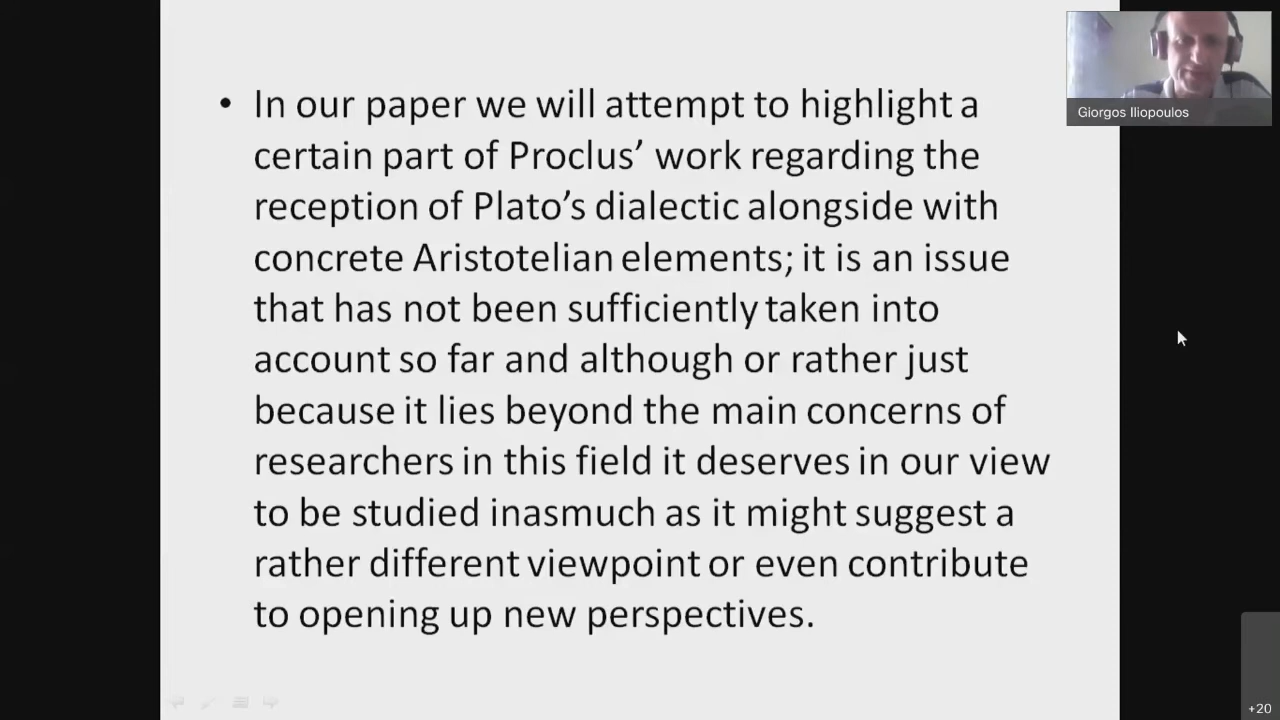 • In our paper we will attempt to highlight a
certain part of Proclus’ work regarding the
reception of Plato’s dialectic alongside with
concrete Aristotelian elements; it is an issue
that has not been sufficiently taken into
account so far and although or rather just
because it lies beyond the main concerns of
researchers in this field it deserves in our view
to be studied inasmuch as it might suggest a
rather different viewpoint or even contribute
to opening up new perspectives.
Giorgos Iliopoulos
+20